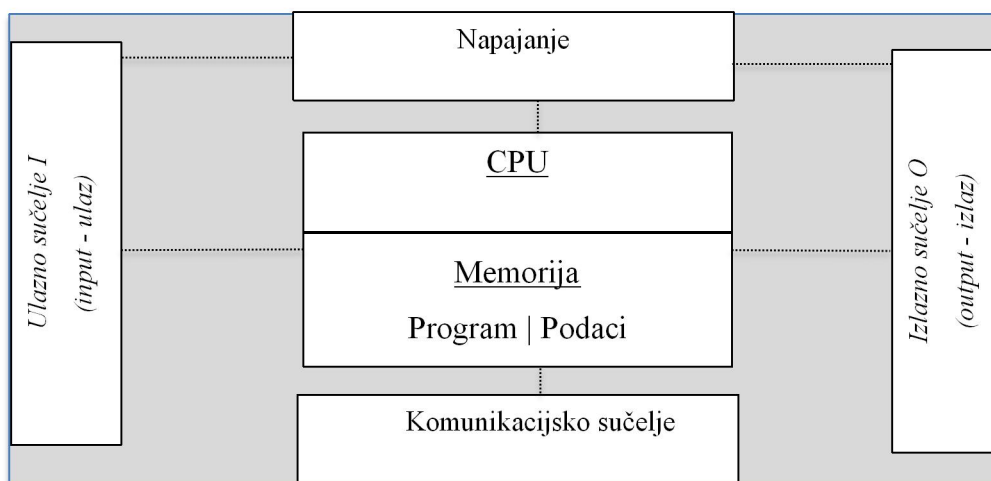 Napajanje
Ulazno sučelje I
(input - ulaz)
CPU
Memorija
Program | Podaci
Izlazno sučelje O
(output - izlaz)
Komunikacijsko sučelje